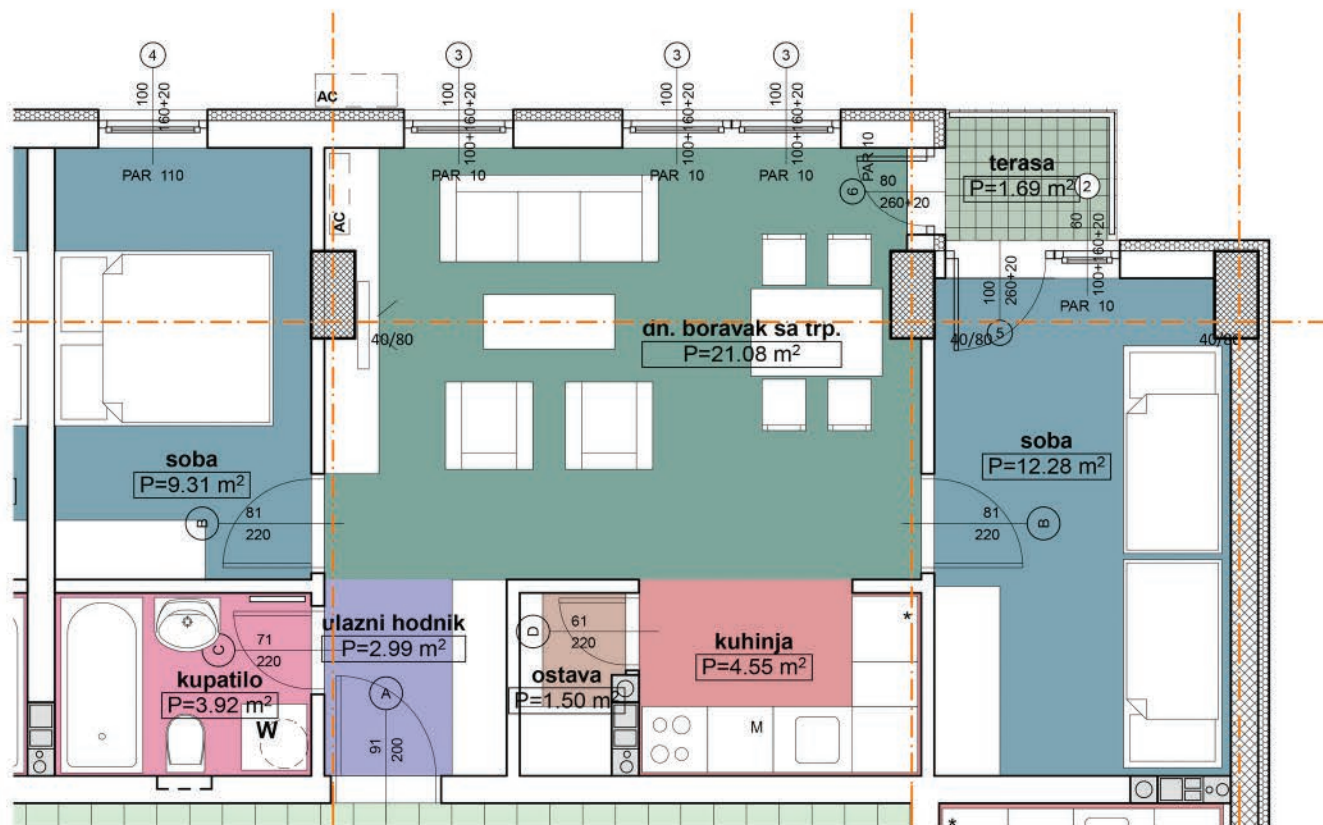 4
3
3
3
100
160+20
100
100+160+20
100
100+160+20
100
100+160+20
AC
PAR 110
PAR 10
PAR 10
PAR 10
PAR 10
AC
6
80
260+20
terasa
P=1.69 m²
2
60
100+160+20
PAR 10
100
260+20
5
40/80
40/80
40/80
dn. boravak sa trp.
P=21.08 m²
soba
P=9.31 m²
soba
P=12.28 m²
B
81
220
81
220
B
ulazni hodnik
P=2.99 m²
C
71
220
kupatilo
P=3.92 m²
W
A
91
200
D
61
220
ostava
P=1.50 m²
kuhinja
P=4.55 m²
*
M
*